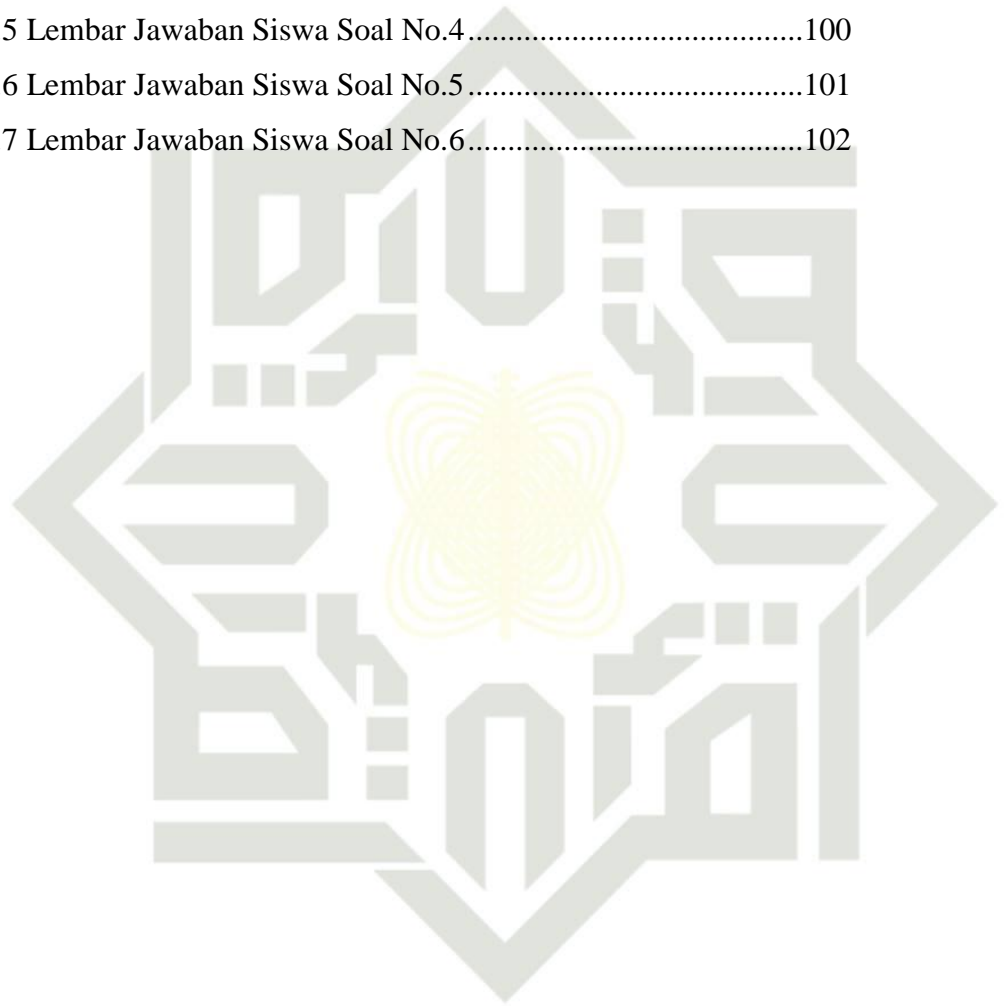 5 Lembar Jawaban Siswa Soal No.4..........................................100
6 Lembar Jawaban Siswa Soal No.5..........................................101
7 Lembar Jawaban Siswa Soal No.6..........................................102